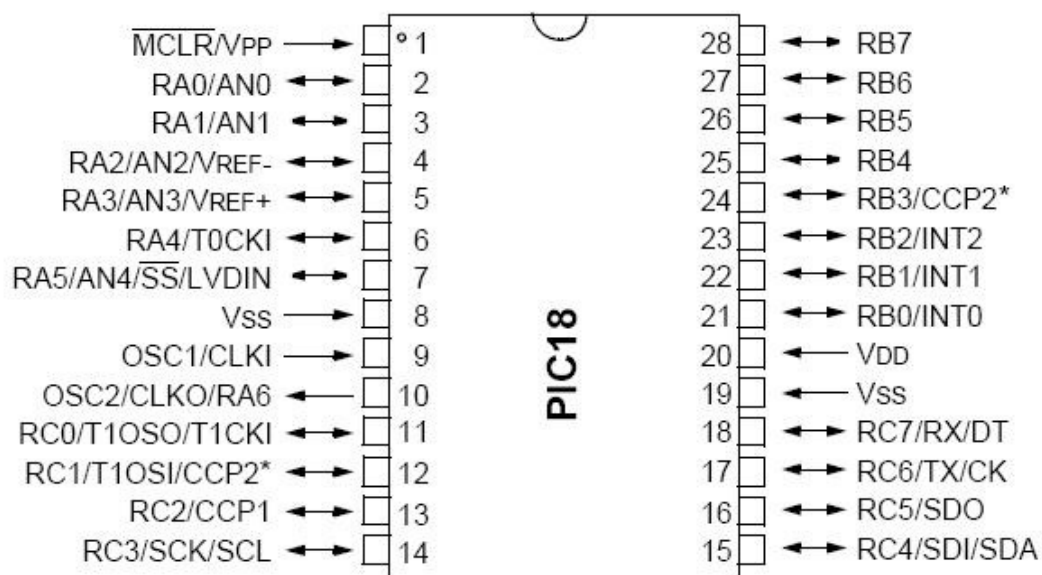 MCLR/VPP 1 28 RB7
RA0/AN0 2 27 RB6
RA1/AN1 3 26 RB5
RA2/AN2/VREF- 4 25 RB4
RA3/AN3/VREF+ 5 24 RB3/CCP2*
RA4/T0CKI 6 23 RB2/INT2
RA5/AN4/SS/LVDIN 7 22 RB1/INT1
VSS 8 21 RB0/INT0
OSC1/CLKI 9 20 VDD
OSC2/CLKO/RA6 10 19 VSS
RC0/T1OSO/T1CKI 11 18 RC7/RX/DT
RC1/T1OSI/CCP2* 12 17 RC6/TX/CK
RC2/CCP1 13 16 RC5/SDO
RC3/SCK/SCL 14 15 RC4/SDI/SDA
PIC18